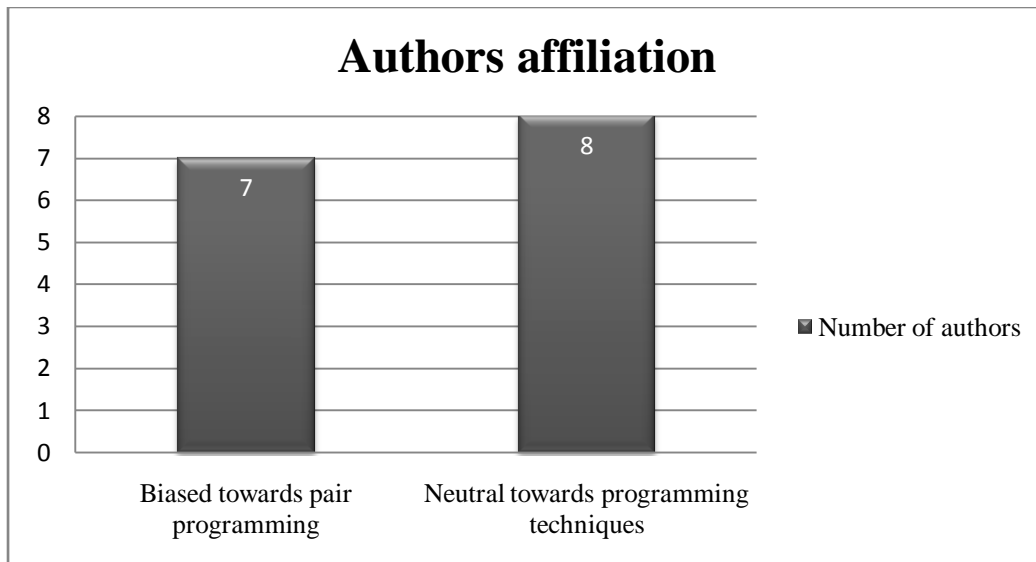 Authors affiliation
8
7
6
5
4
3
2
1
0
7
8
Biased towards pair
programming
Neutral towards programming
techniques
Number of authors